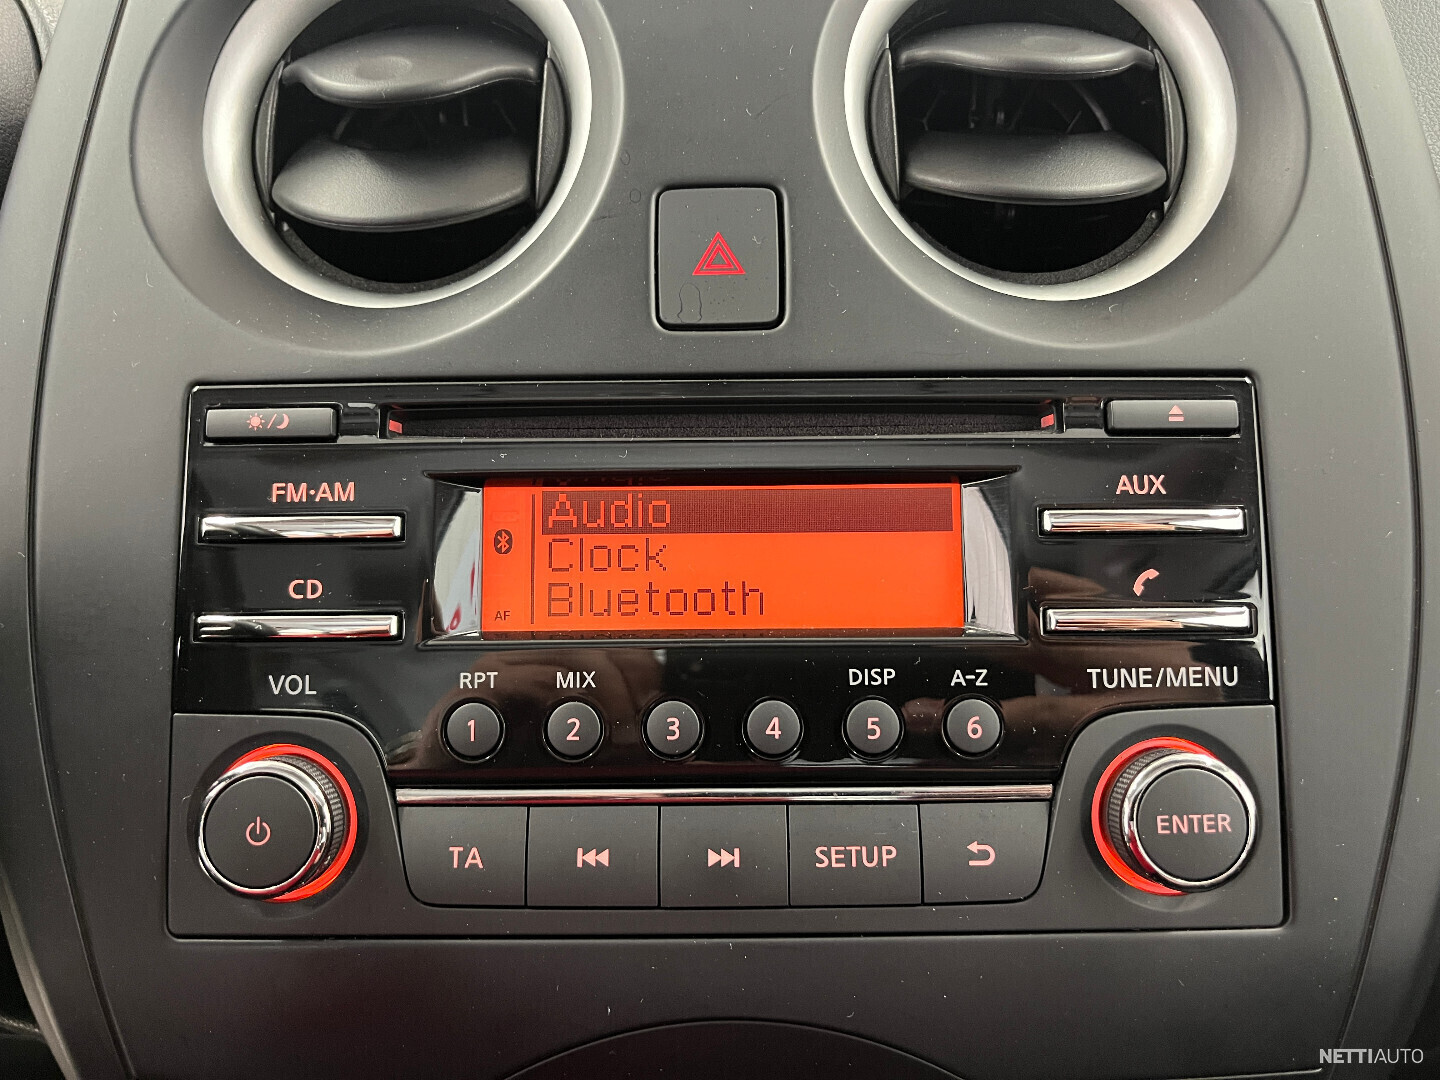 FM·AM
AUX
Audio
Clock
Bluetooth
AF
CD
VOL
RPT
MIX
DISP
A-Z
TUNE/MENU
1
2
3
4
5
6
TA
SETUP
ENTER
NETTIAUTO